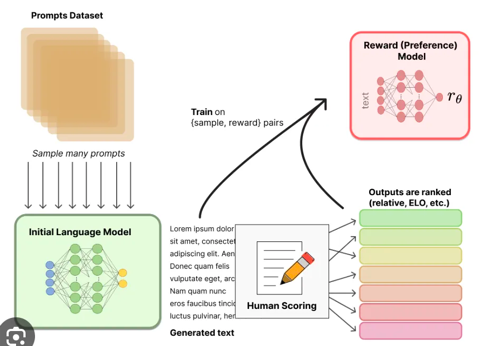 Prompts Dataset
Sample many prompts
Initial Language Model
Train on
{sample, reward} pairs
Reward (Preference)
Model
text
rθ
Lorem ipsum dolor
sit amet, consectet
adipiscing elit. Aen
Donec quam felis
vulputate eget, arc
Nam quam nunc
eros faucibus tincid
luctus pulvinar, her
Generated text
Human Scoring
Outputs are ranked
(relative, ELO, etc.)